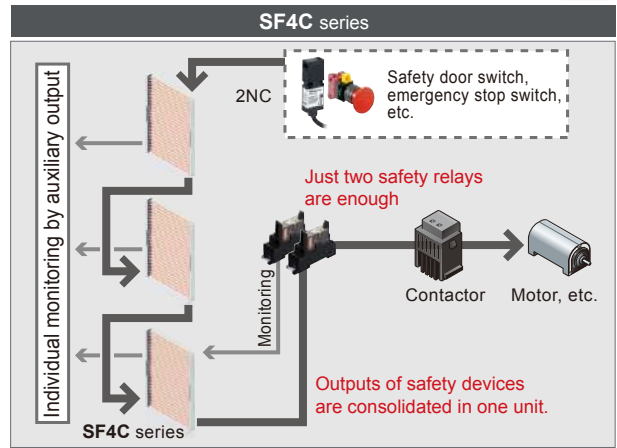 SF4C series
Individual monitoring by auxiliary output
2NC
Safety door switch,
emergency stop switch,
etc.
Just two safety relays
are enough
Monitoring
Contactor
Motor, etc.
Outputs of safety devices
are consolidated in one unit.
SF4C series